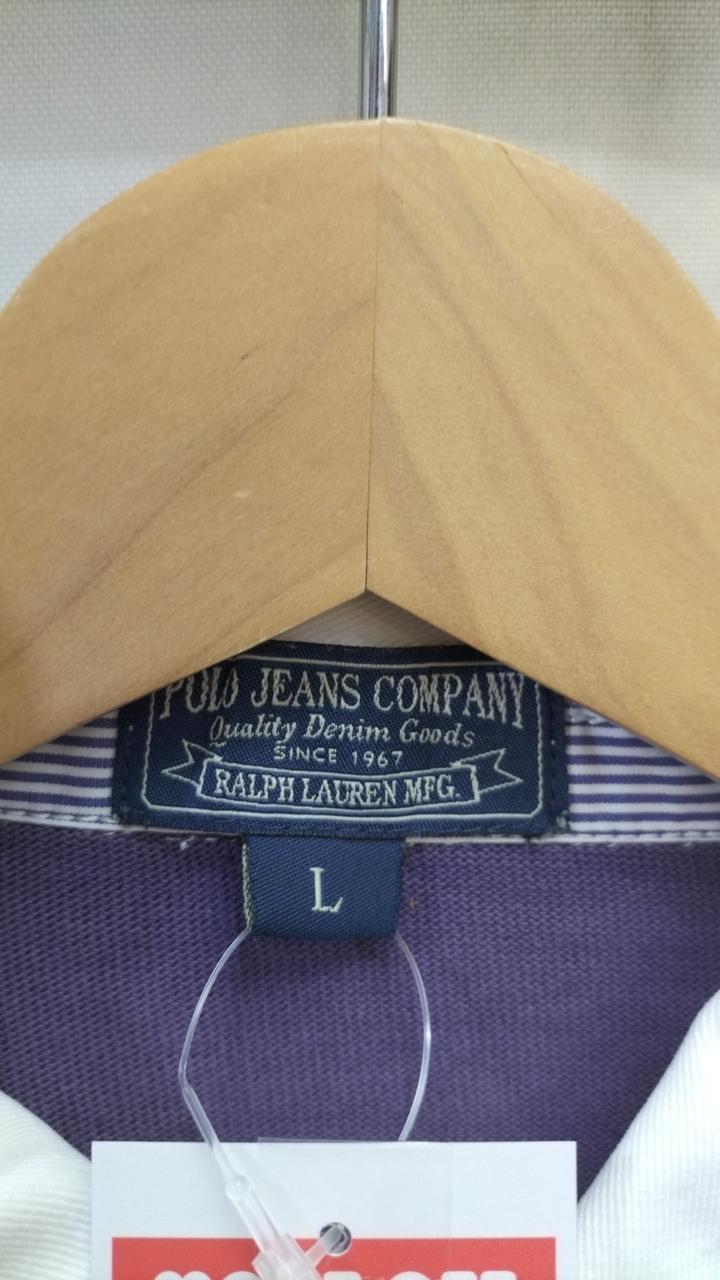 POLO JEANS COMPANY
Quality Denim Goods
SINCE 1967
RALPH LAUREN MFG.
L